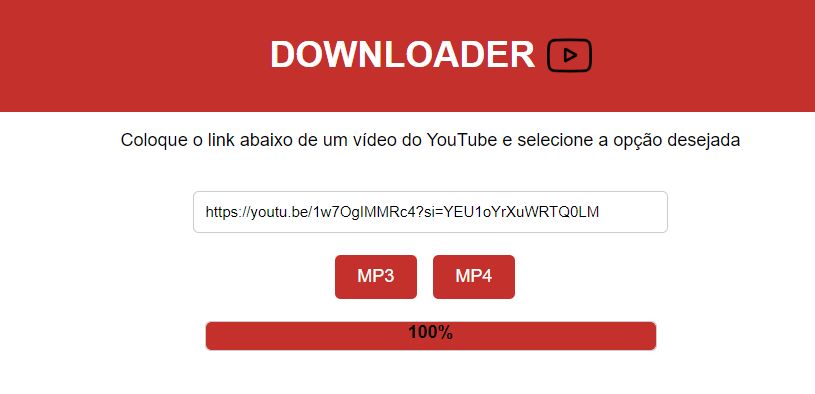 DOWNLOADER
Coloque o link abaixo de um vídeo do YouTube e selecione a opção desejada
https://youtu.be/1w7OgIMMRc4?si=YEU1oYrXuWRTQ0LM
MP3 MP4
100%